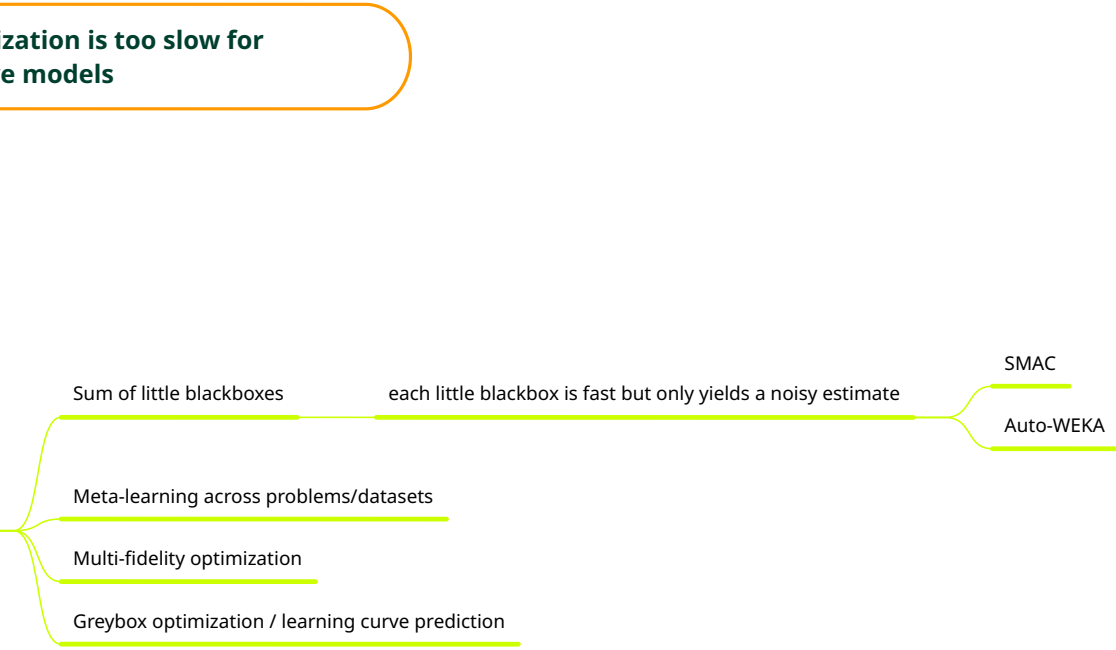 ization is too slow for
e models
SMAC
Sum of little blackboxes
each little blackbox is fast but only yields a noisy estimate
Auto-WEKA
Meta-learning across problems/datasets
Multi-fidelity optimization
Greybox optimization / learning curve prediction